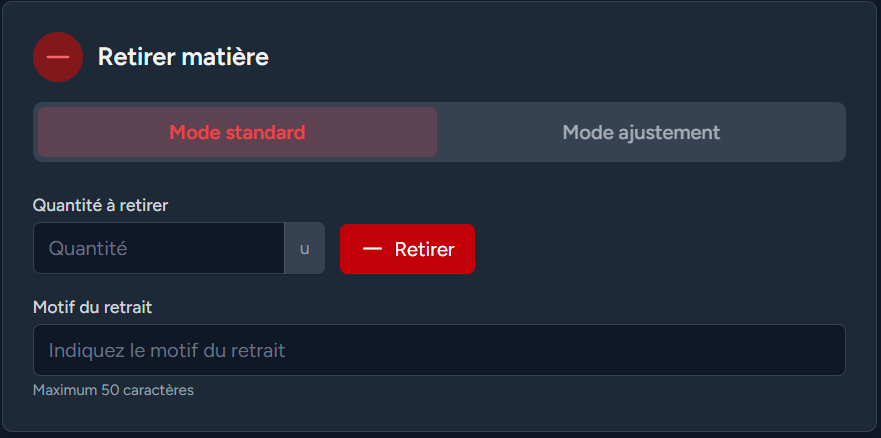 Retirer matière
Mode standard
Mode ajustement
Quantité à retirer
Quantité
u
Retirer
Motif du retrait
Indiquez le motif du retrait
Maximum 50 caractères